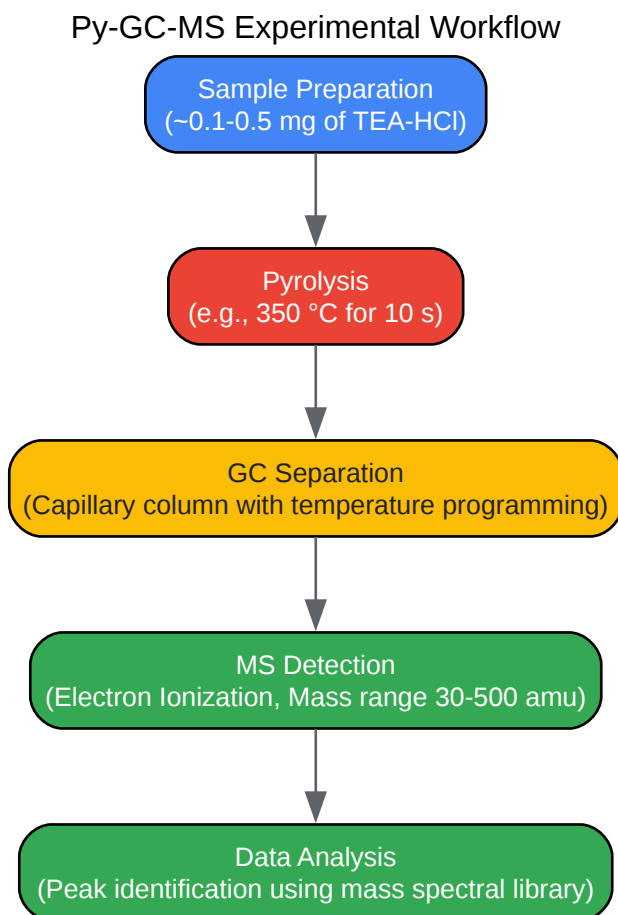 Py-GC-MS Experimental Workflow
Sample Preparation
(~0.1-0.5 mg of TEA-HCl)
Pyrolysis
(e.g., 350 °C for 10 s)
GC Separation
(Capillary column with temperature programming)
MS Detection
(Electron Ionization, Mass range 30-500 amu)
Data Analysis
(Peak identification using mass spectral library)